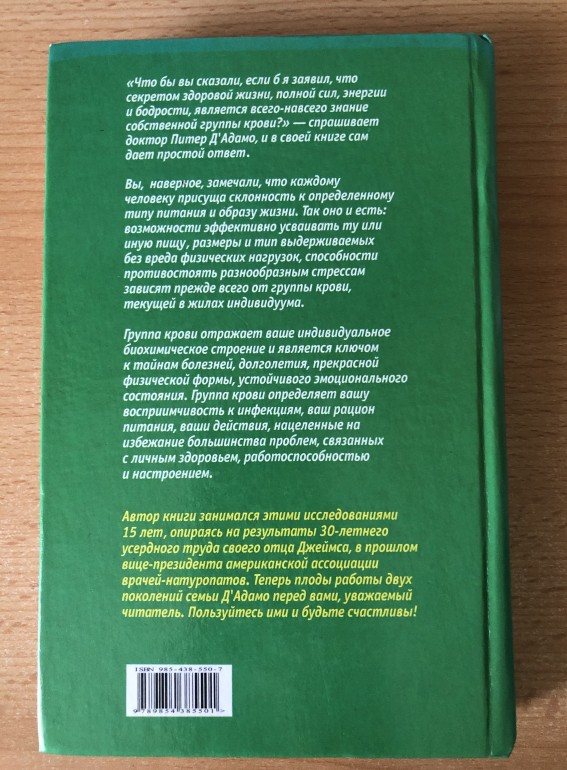 «Что бы вы сказали, если б я заявил, что
секретом здоровой жизни, полной сил, энергии
и бодрости, является всего-навсего знание
собственной группы крови?» — спрашивает
доктор Питер Д'Адамо, и в своей книге сам
дает простой ответ.
Вы, наверное, замечали, что каждому
человеку присуща склонность к определенному
типу питания и образу жизни. Так оно и есть:
возможности эффективно усваивать ту или
иную пищу, размеры и тип выдерживаемых
без вреда физических нагрузок, способности
противостоять разнообразным стрессам
зависят прежде всего от группы крови,
текущей в жилах индивидуума.
Группа крови отражает ваше индивидуальное
биохимическое строение и является ключом
к тайнам болезней, долголетия, прекрасной
физической формы, устойчивого эмоционального
состояния. Группа крови определяет вашу
восприимчивость к инфекциям, ваш рацион
питания, ваши действия, нацеленные на
избежание большинства проблем, связанных
с личным здоровьем, работоспособностью
и настроением.
Автор книги занимался этими исследованиями
15 лет, опираясь на результаты 30-летнего
усердного труда своего отца Джеймса, в прошлом
вице-президента американской ассоциации
врачей-натуропатов. Теперь плоды работы двух
поколений семьи Д'Адамо перед вами, уважаемый
читатель. Пользуйтесь ими и будьте счастливы!
ISBN 985-438-550-7
9 789854 385501 >